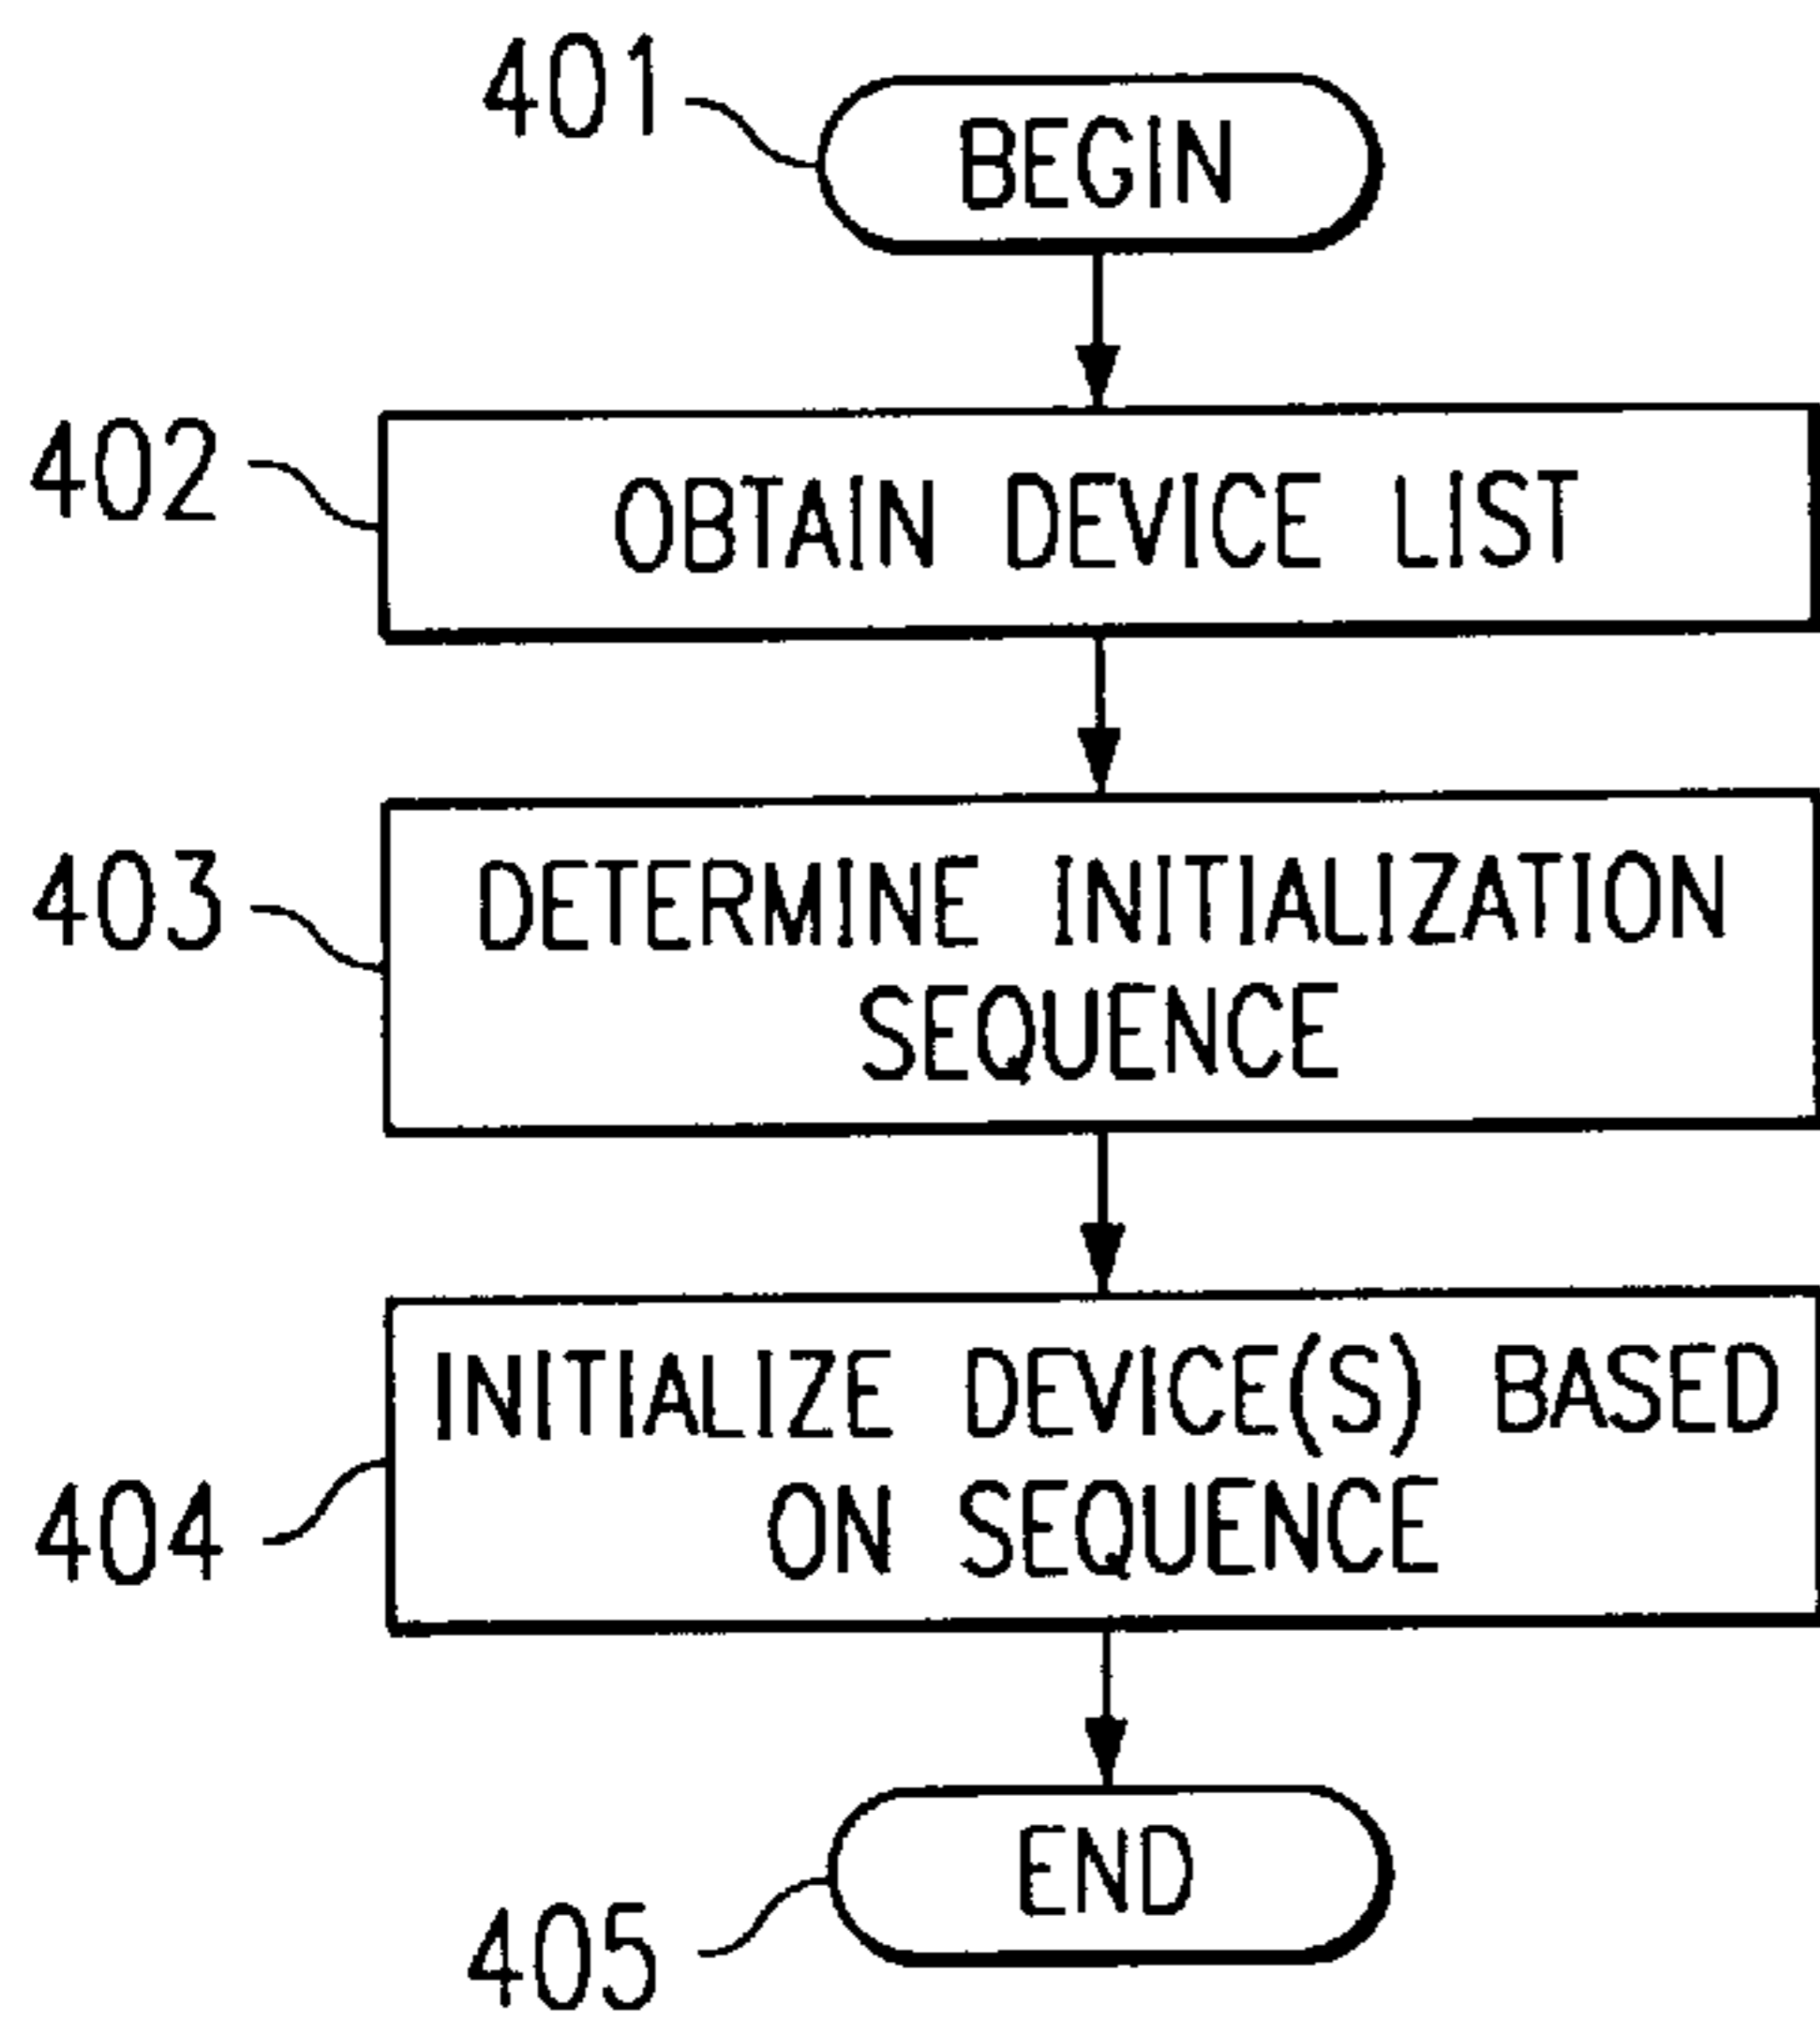 401
BEGIN
402
OBTAIN DEVICE LIST
403
DETERMINE INITIALIZATION
SEQUENCE
INITIALIZE DEVICE(S) BASED
ON SEQUENCE
404
END
405